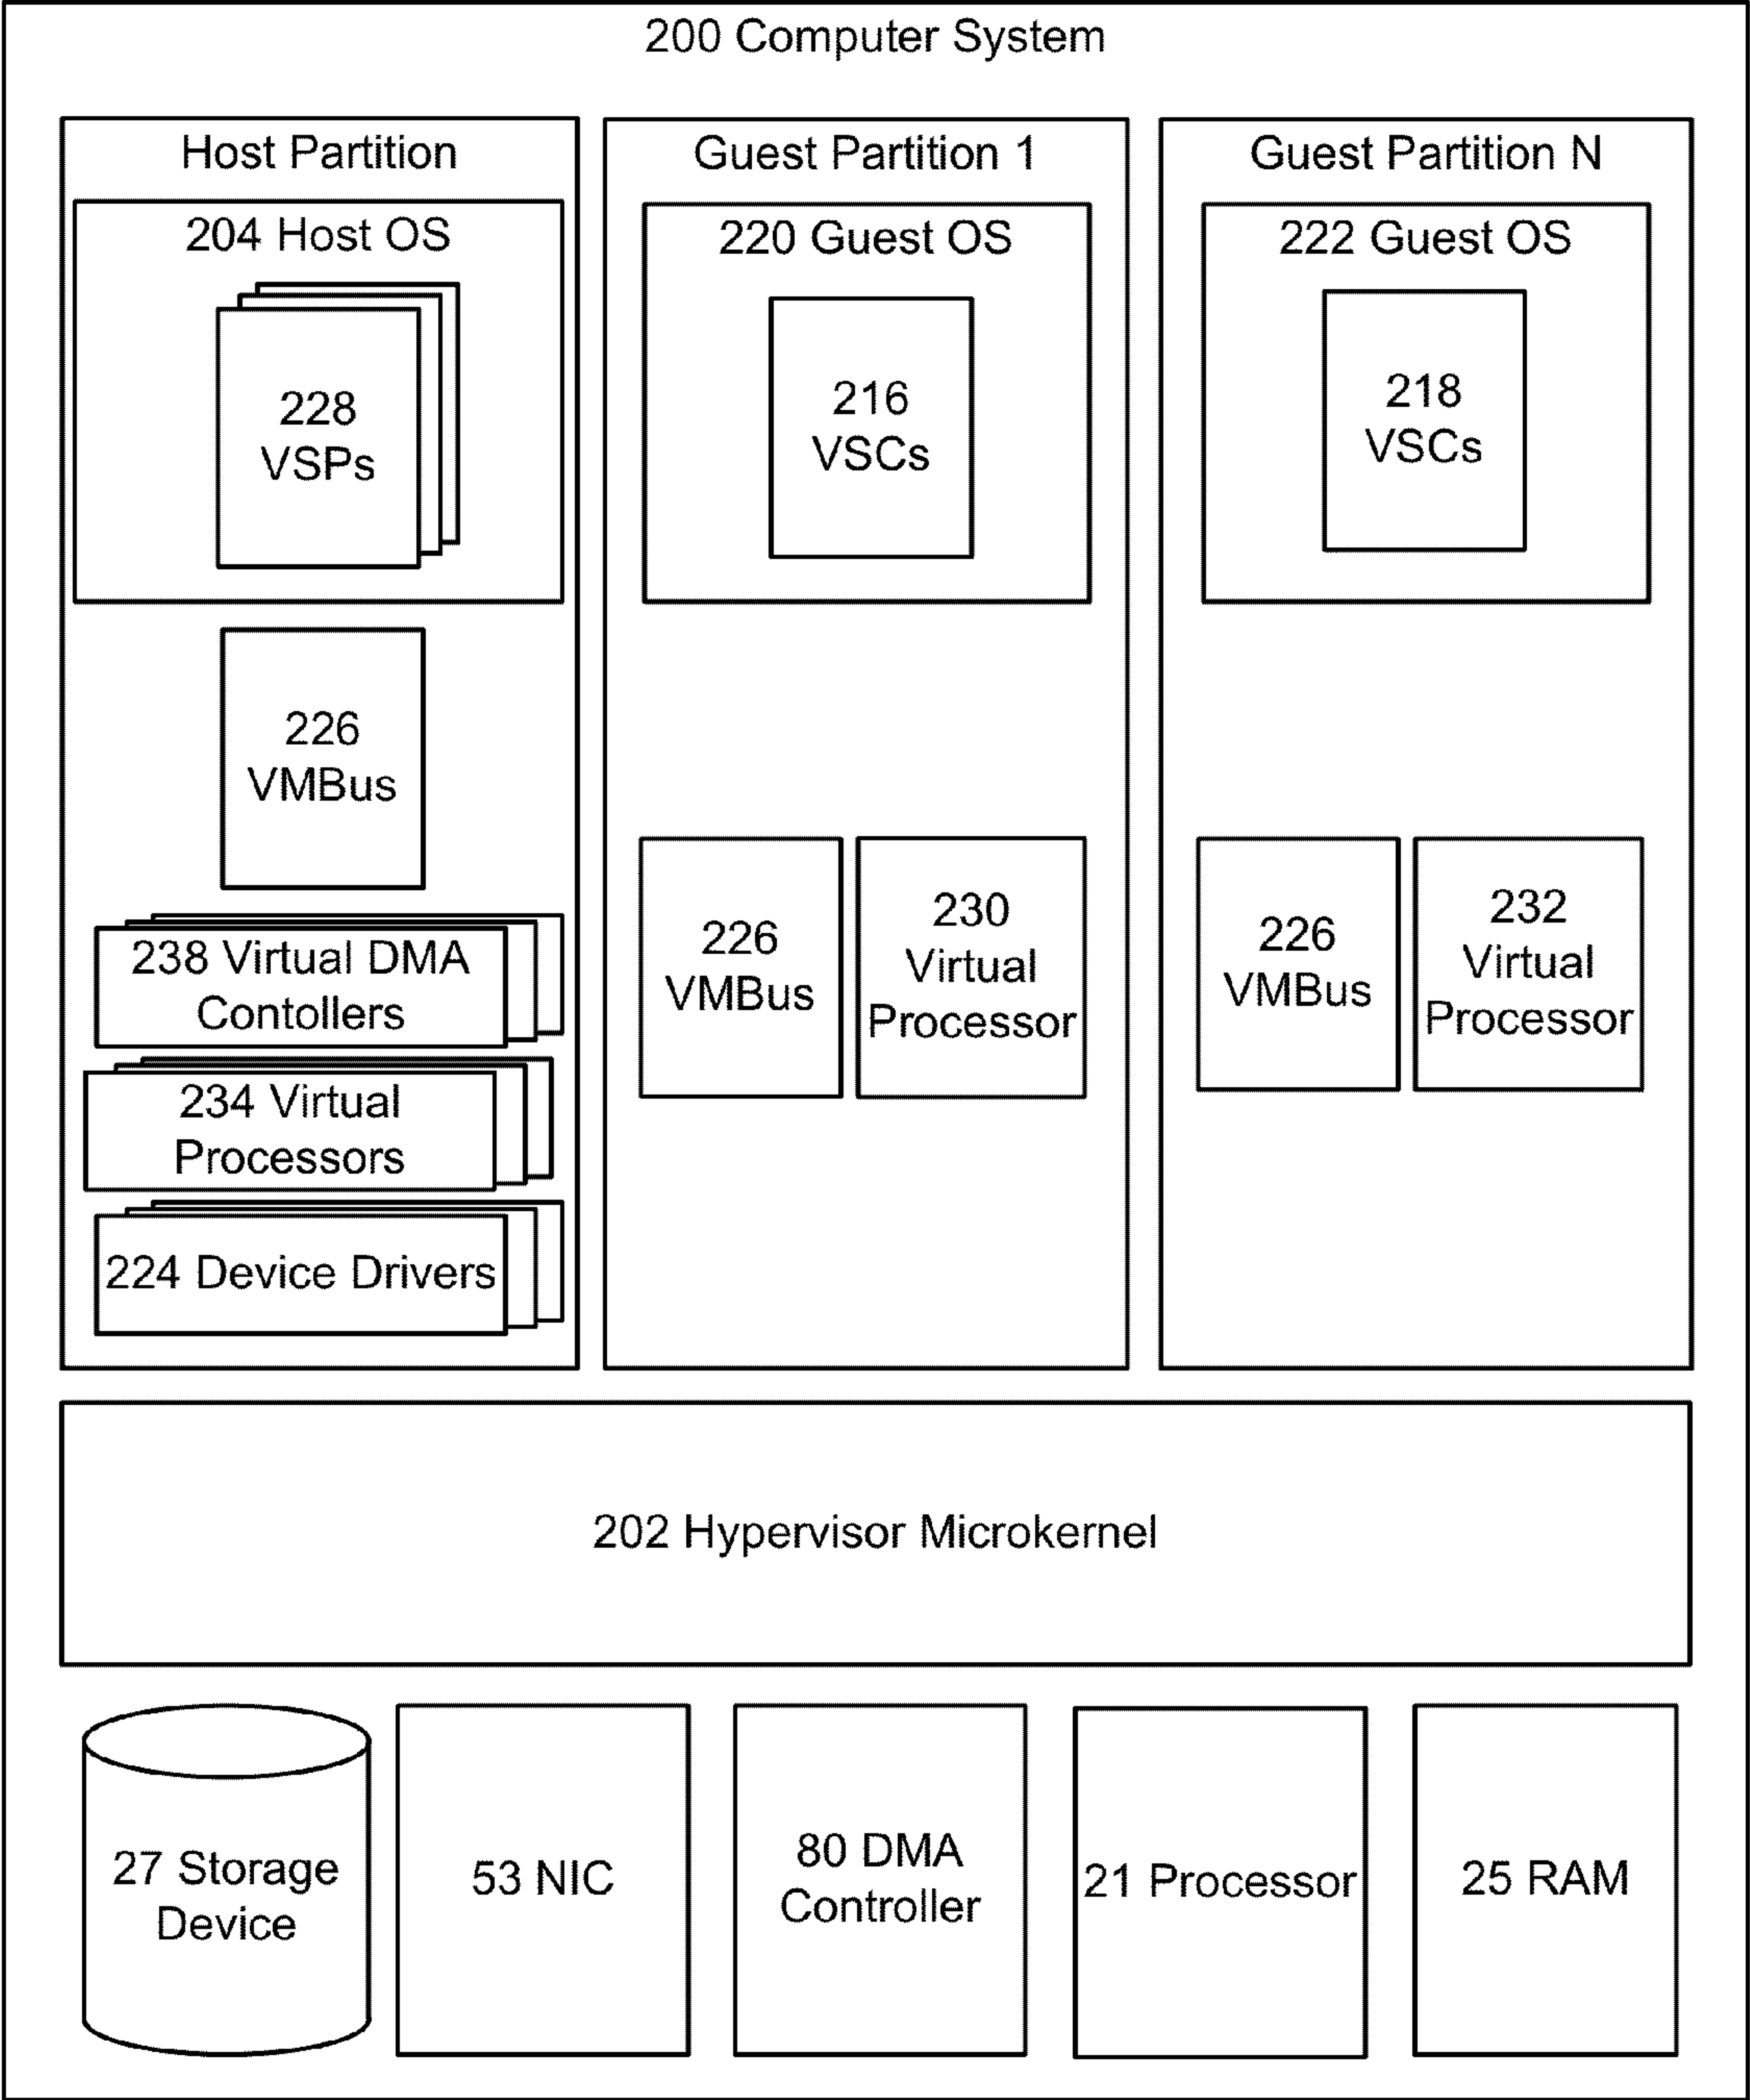 200 Computer System
Host Partition
204 Host OS
228
VSPs
226
VMBus
238 Virtual DMA
Contollers
234 Virtual
Processors
224 Device Drivers
Guest Partition 1
220 Guest OS
216
VSCs
226
VMBus
230
Virtual
Processor
Guest Partition N
222 Guest OS
218
VSCs
226
VMBus
232
Virtual
Processor
202 Hypervisor Microkernel
27 Storage
Device
53 NIC
80 DMA
Controller
21 Processor
25 RAM